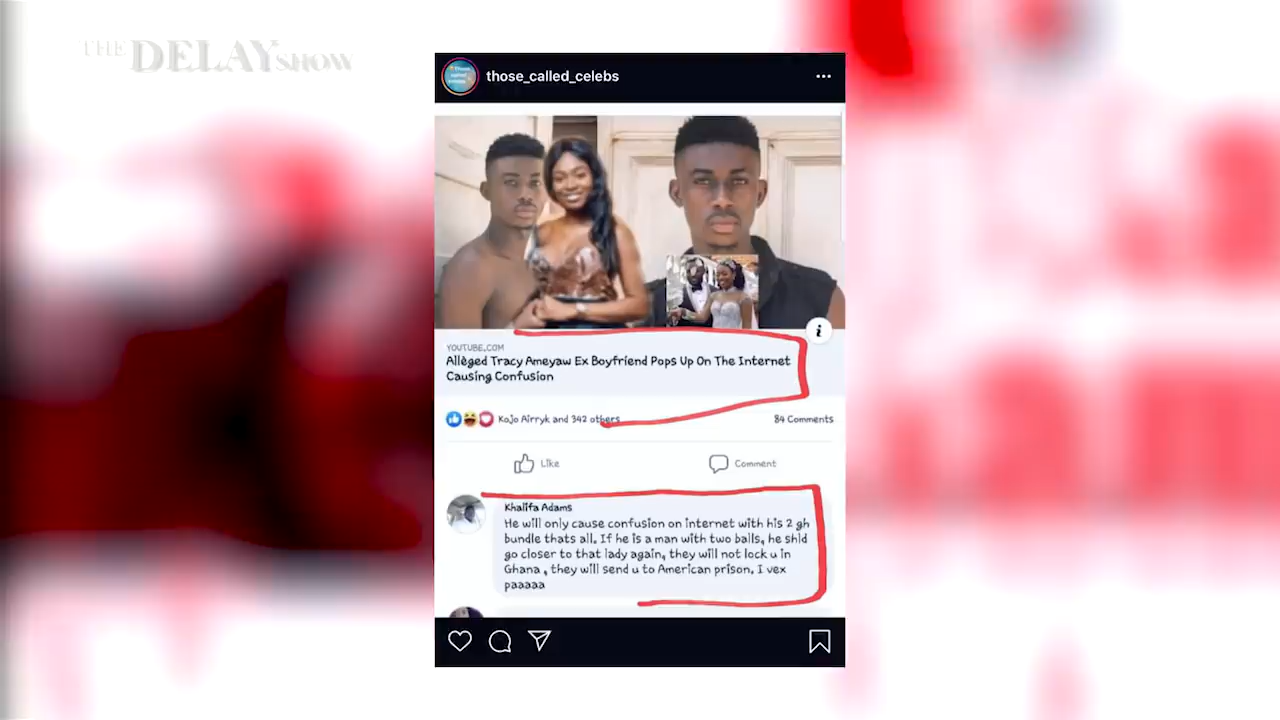 THE DELAY SHOW
those_called_celebs
YOUTUBE.COM
Allèged Tracy Ameyaw Ex Boyfriend Pops Up On The Internet
Causing Confusion
Kojo Airryk and 342 others
84 Comments
Like
Comment
Khalifa Adams
He will only cause confusion on internet with his 2 gh
bundle thats all. If he is a man with two balls, he shld
go closer to that lady again, they will not lock u in
Ghana , they will send u to American prison. I vex
paaaaa